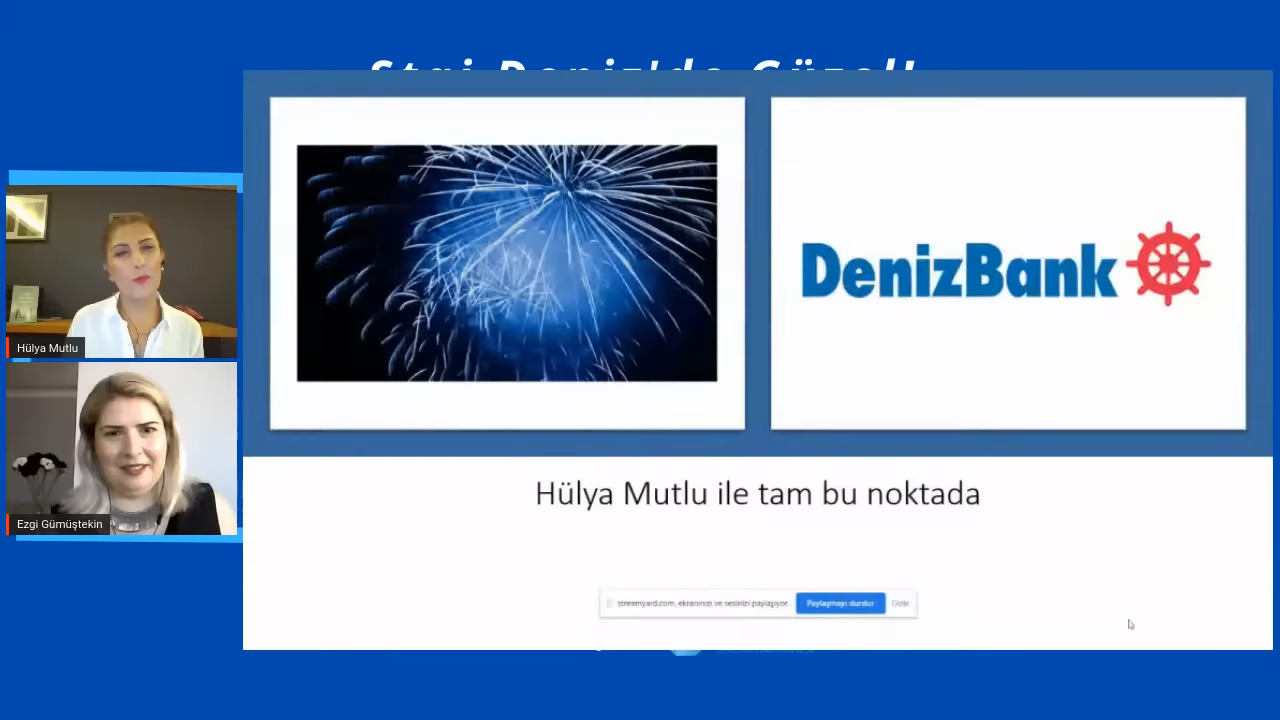 DenizBank
Hülya Mutlu
Ezgi Gümüştekin
Hülya Mutlu ile tam bu noktada
streamyard.com, ekranınızı ve sesinizi paylaşıyor.
Paylaşmayı durdur
Gizle